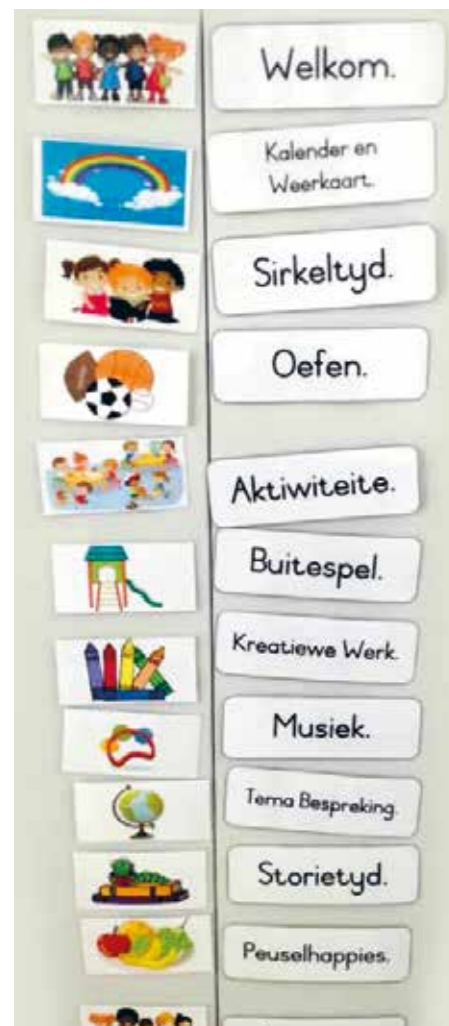 Welkom.
Kalender en
Weerkaart.
Sirkeltyd.
Oefen.
Aktiwiteite.
Buitespel.
Kreatiewe Werk.
Musiek.
Tema Bespreking.
Storietyd.
Peuselhappies.